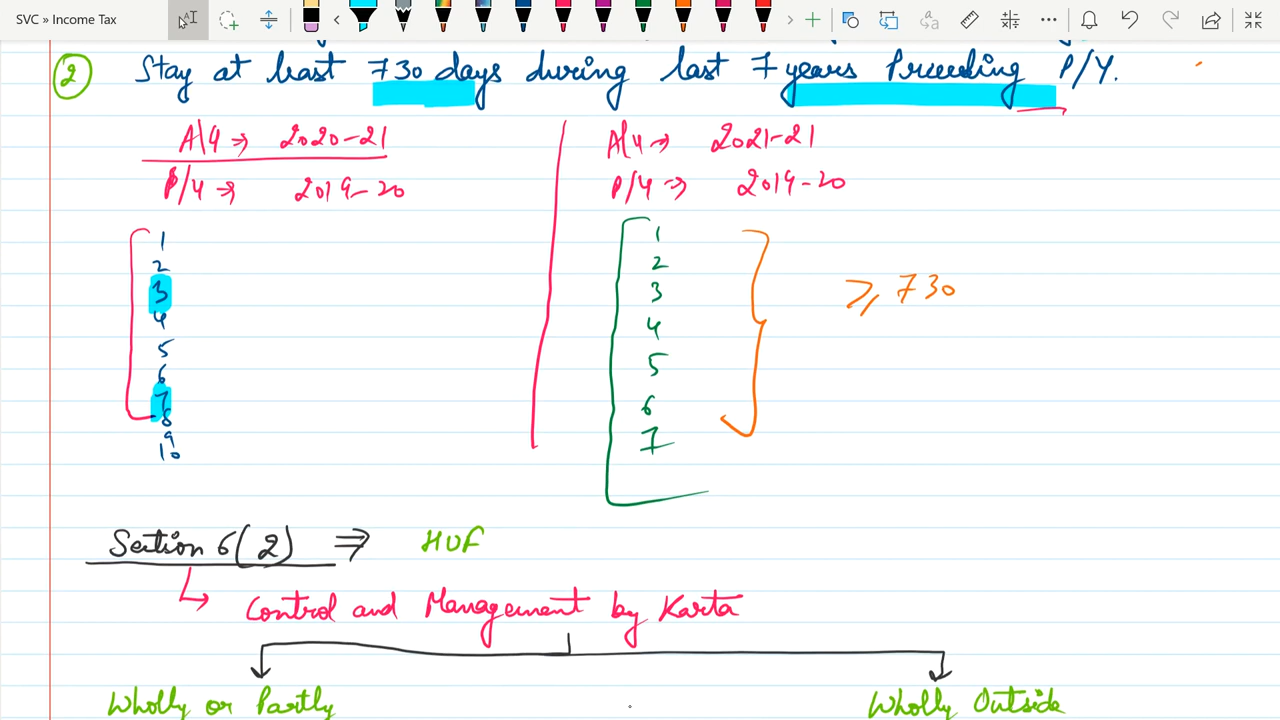 SVC » Income Tax
② Stay at least 730 days during last 7 years Preceeding P/Y.
A/Y ⇒ 2020-21
P/Y ⇒ 2019-20
1
2
3
4
5
6
7
8
9
10
A/Y ⇒ 2021-21
P/Y ⇒ 2019-20
1
2
3
4
5
6
7
≥ 730
Section 6(2) ⇒ HUF
Control and Management by Karta
Wholly or Partly
Wholly Outside